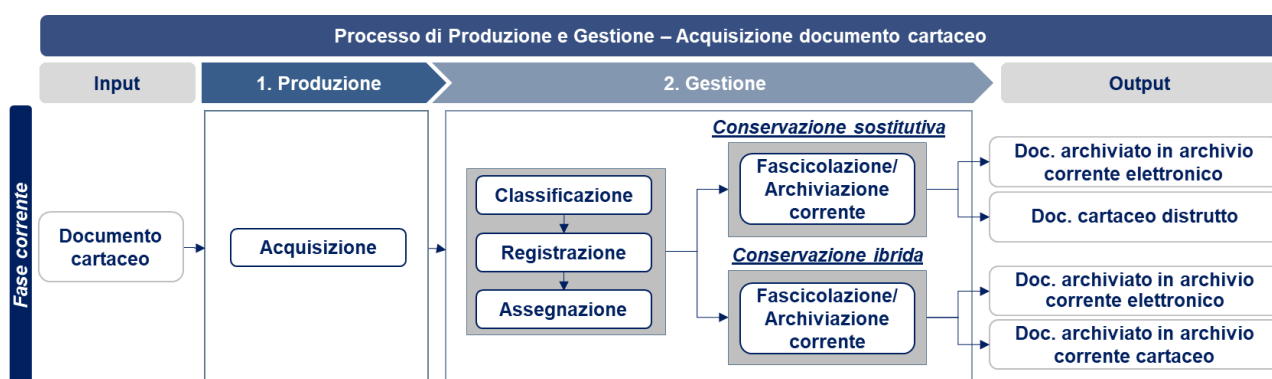 Processo di Produzione e Gestione – Acquisizione documento cartaceo
Input
1. Produzione
2. Gestione
Output
Fase corrente
Documento
cartaceo
Acquisizione
Classificazione
Registrazione
Assegnazione
Conservazione sostitutiva
Fascicolazione/
Archiviazione
corrente
Conservazione ibrida
Fascicolazione/
Archiviazione
corrente
Doc. archiviato in archivio
corrente elettronico
Doc. cartaceo distrutto
Doc. archiviato in archivio
corrente elettronico
Doc. archiviato in archivio
corrente cartaceo